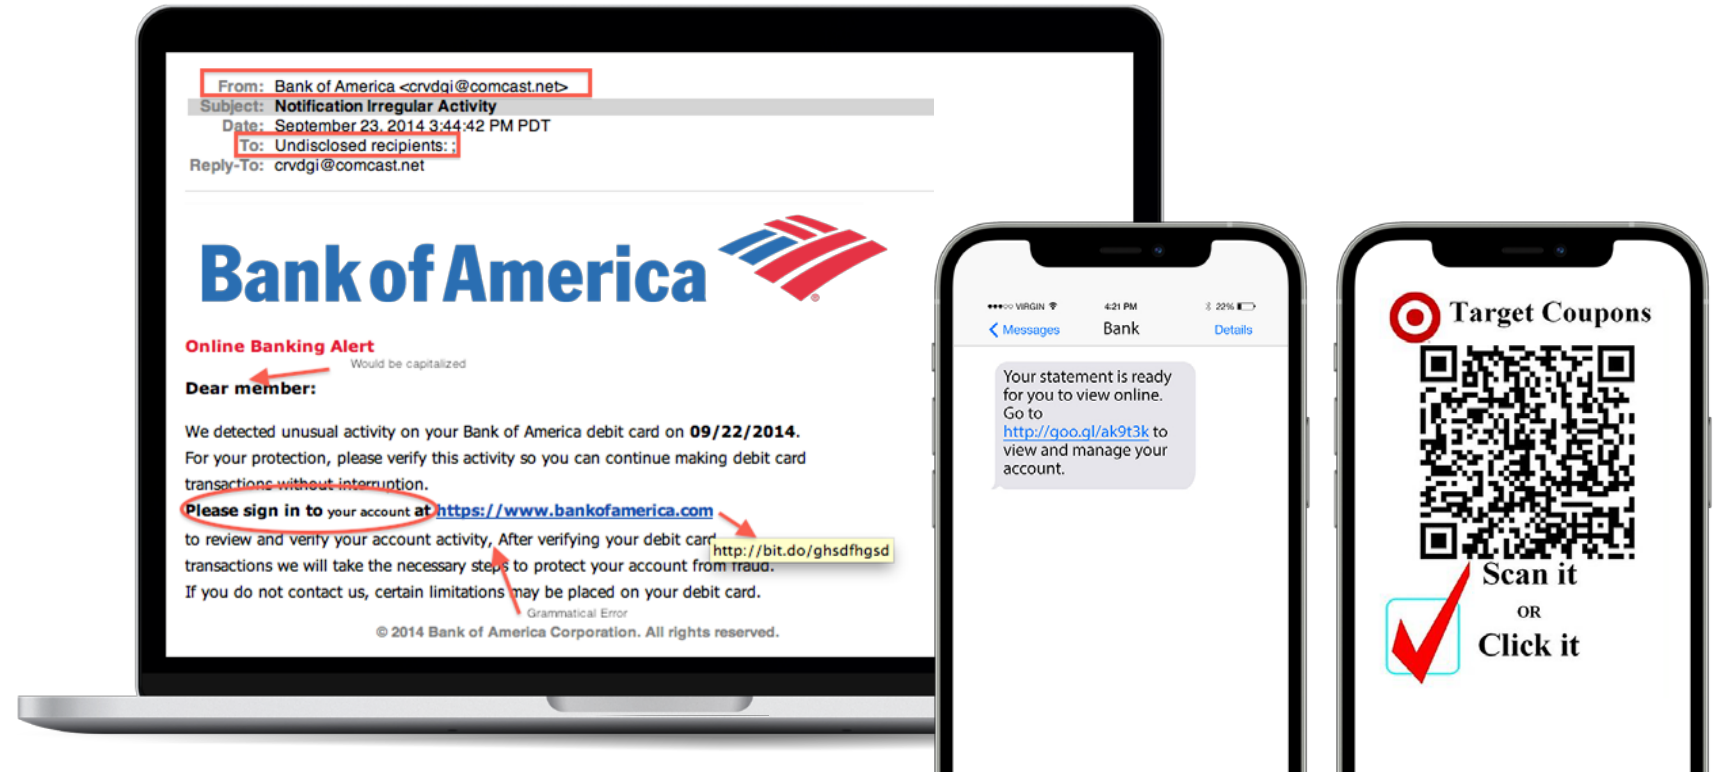 From: Bank of America <crvdgi@comcast.net>
Subject: Notification Irregular Activity
Date: September 23, 2014 3:44:42 PM PDT
To: Undisclosed recipients: ;
Reply-To: crvdgi@comcast.net
Bank of America
Online Banking Alert
Would be capitalized
Dear member:
We detected unusual activity on your Bank of America debit card on 09/22/2014.
For your protection, please verify this activity so you can continue making debit card
transactions without interruption.
Please sign in to your account at https://www.bankofamerica.com
http://bit.do/ghsdfhgsd
to review and verify your account activity, After verifying your debit card
transactions we will take the necessary steps to protect your account from fraud.
If you do not contact us, certain limitations may be placed on your debit card.
Grammatical Error
© 2014 Bank of America Corporation. All rights reserved.
VIRGIN 4:21 PM 22%
Messages Bank Details
Your statement is ready
for you to view online.
Go to
http://goo.gl/ak9t3k to
view and manage your
account.
Target Coupons
Scan it
OR
Click it